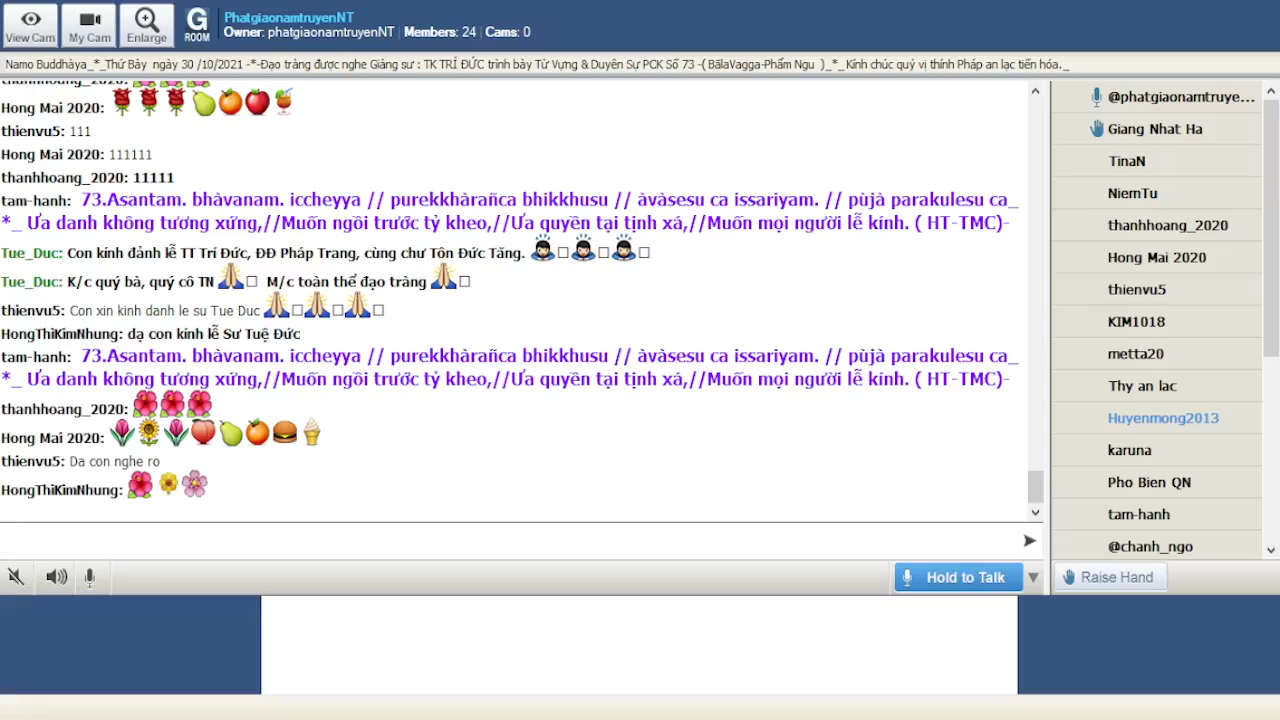 View Cam
My Cam
Enlarge
G
ROOM
PhatgiaonamtruyenNT
Owner: phatgiaonamtruyenNT | Members: 24 | Cams: 0
Namo Buddhàya_*_Thứ Bảy ngày 30 /10/2021 -*-Đạo tràng được nghe Giảng sư : TK TRÍ ĐỨC trình bày Từ Vựng & Duyên Sự PCK Số 73 -( BālaVagga-Phẩm Ngu )_*_ Kính chúc quý vị thính Pháp an lạc tiến hóa._
thanhhoang_2020:
Hong Mai 2020:
thienvu5: 111
Hong Mai 2020: 111111
thanhhoang_2020: 11111
tam-hanh: 73.Asantam. bhàvanam. iccheyya // purekkhàrañca bhikkhusu // àvàsesu ca issariyam. // pùjà parakulesu ca_
*_ Ưa danh không tương xứng,//Muốn ngồi trước tỷ kheo,//Ưa quyền tại tịnh xá,//Muốn mọi người lễ kính. ( HT-TMC)-
Tue_Duc: Con kính đảnh lễ TT Trí Đức, ĐĐ Pháp Trang, cùng chư Tôn Đức Tăng.
Tue_Duc: K/c quý bà, quý cô TN M/c toàn thể đạo tràng
thienvu5: Con xin kinh danh le su Tue Duc
HongThiKimNhung: dạ con kính lễ Sư Tuệ Đức
tam-hanh: 73.Asantam. bhàvanam. iccheyya // purekkhàrañca bhikkhusu // àvàsesu ca issariyam. // pùjà parakulesu ca_
*_ Ưa danh không tương xứng,//Muốn ngồi trước tỷ kheo,//Ưa quyền tại tịnh xá,//Muốn mọi người lễ kính. ( HT-TMC)-
thanhhoang_2020:
Hong Mai 2020:
thienvu5: Da con nghe ro
HongThiKimNhung:
@phatgiaonamtruye...
Giang Nhat Ha
TinaN
NiemTu
thanhhoang_2020
Hong Mai 2020
thienvu5
KIM1018
metta20
Thy an lac
Huyenmong2013
karuna
Pho Bien QN
tam-hanh
@chanh_ngo
Hold to Talk
Raise Hand